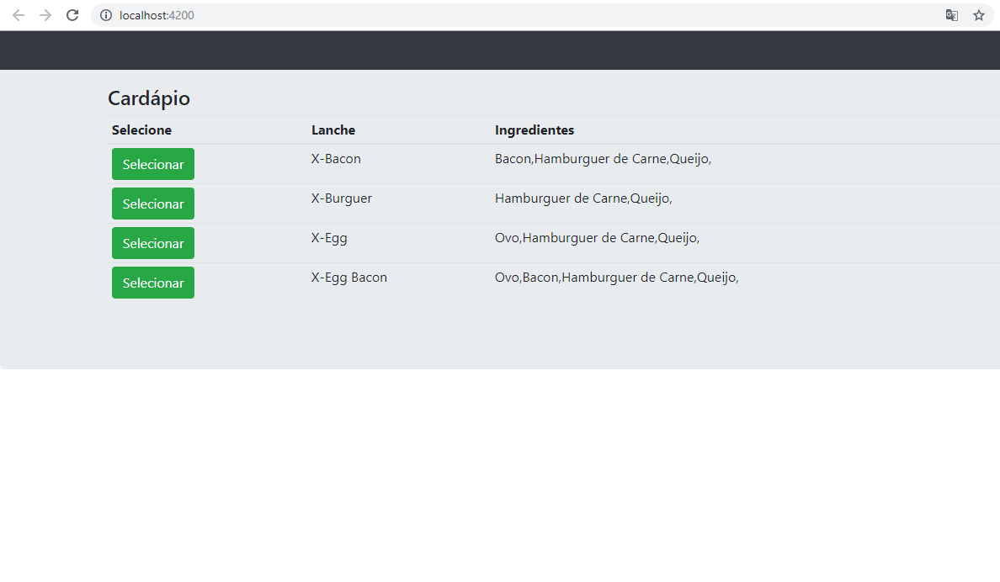 localhost:4200
Cardápio
Selecione Lanche Ingredientes
Selecionar X-Bacon Bacon,Hamburguer de Carne,Queijo,
Selecionar X-Burguer Hamburguer de Carne,Queijo,
Selecionar X-Egg Ovo,Hamburguer de Carne,Queijo,
Selecionar X-Egg Bacon Ovo,Bacon,Hamburguer de Carne,Queijo,